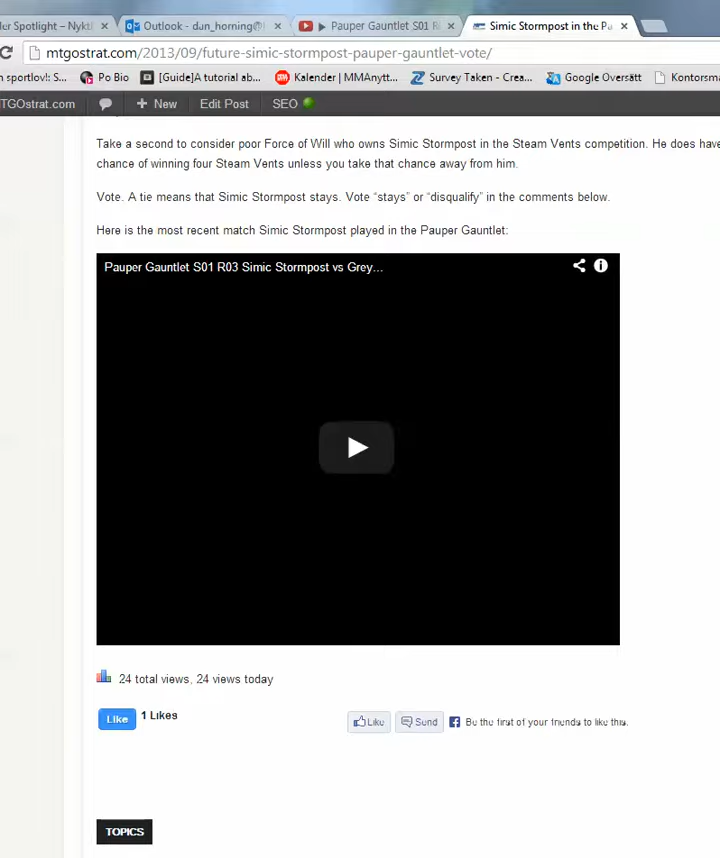 ler Spotlight – Nykti
Outlook - dan_horning@l
Pauper Gauntlet S01 R
Simic Stormpost in the Pa
mtgostrat.com/2013/09/future-simic-stormpost-pauper-gauntlet-vote/
n sportlov!: S...
Po Bio
[Guide]A tutorial ab...
Kalender | MMAnytt...
Survey Taken - Crea...
Google Översätt
Kontorsma
TGOstrat.com
+ New
Edit Post
SEO
Take a second to consider poor Force of Will who owns Simic Stormpost in the Steam Vents competition. He does have
chance of winning four Steam Vents unless you take that chance away from him.
Vote. A tie means that Simic Stormpost stays. Vote “stays” or “disqualify” in the comments below.
Here is the most recent match Simic Stormpost played in the Pauper Gauntlet:
Pauper Gauntlet S01 R03 Simic Stormpost vs Grey...
24 total views, 24 views today
Like
1 Likes
Like
Send
Be the first of your friends to like this.
TOPICS